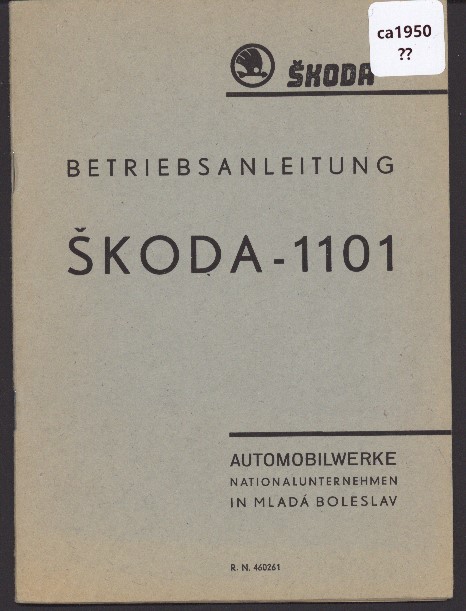 ca1950
??
ŠKODA
BETRIEBSANLEITUNG
ŠKODA-1101
AUTOMOBILWERKE
NATIONALUNTERNEHMEN
IN MLADÁ BOLESLAV
R. N. 460261